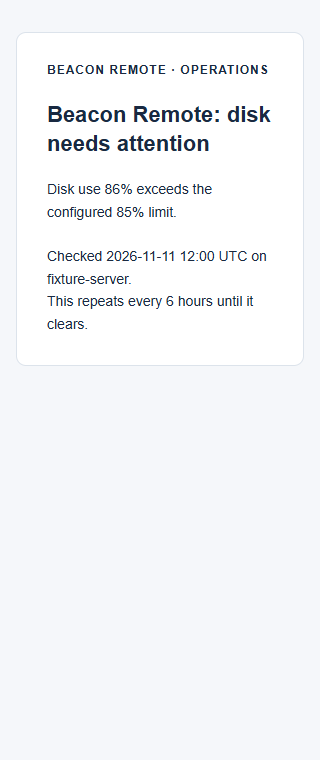 BEACON REMOTE · OPERATIONS
Beacon Remote: disk
needs attention
Disk use 86% exceeds the
configured 85% limit.
Checked 2026-11-11 12:00 UTC on
fixture-server.
This repeats every 6 hours until it
clears.